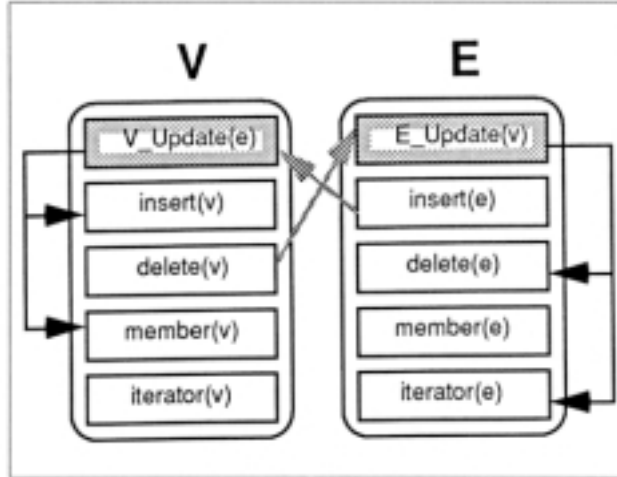 V
E
V_Update(e)
insert(v)
delete(v)
member(v)
iterator(v)
E_Update(v)
insert(e)
delete(e)
member(e)
iterator(e)